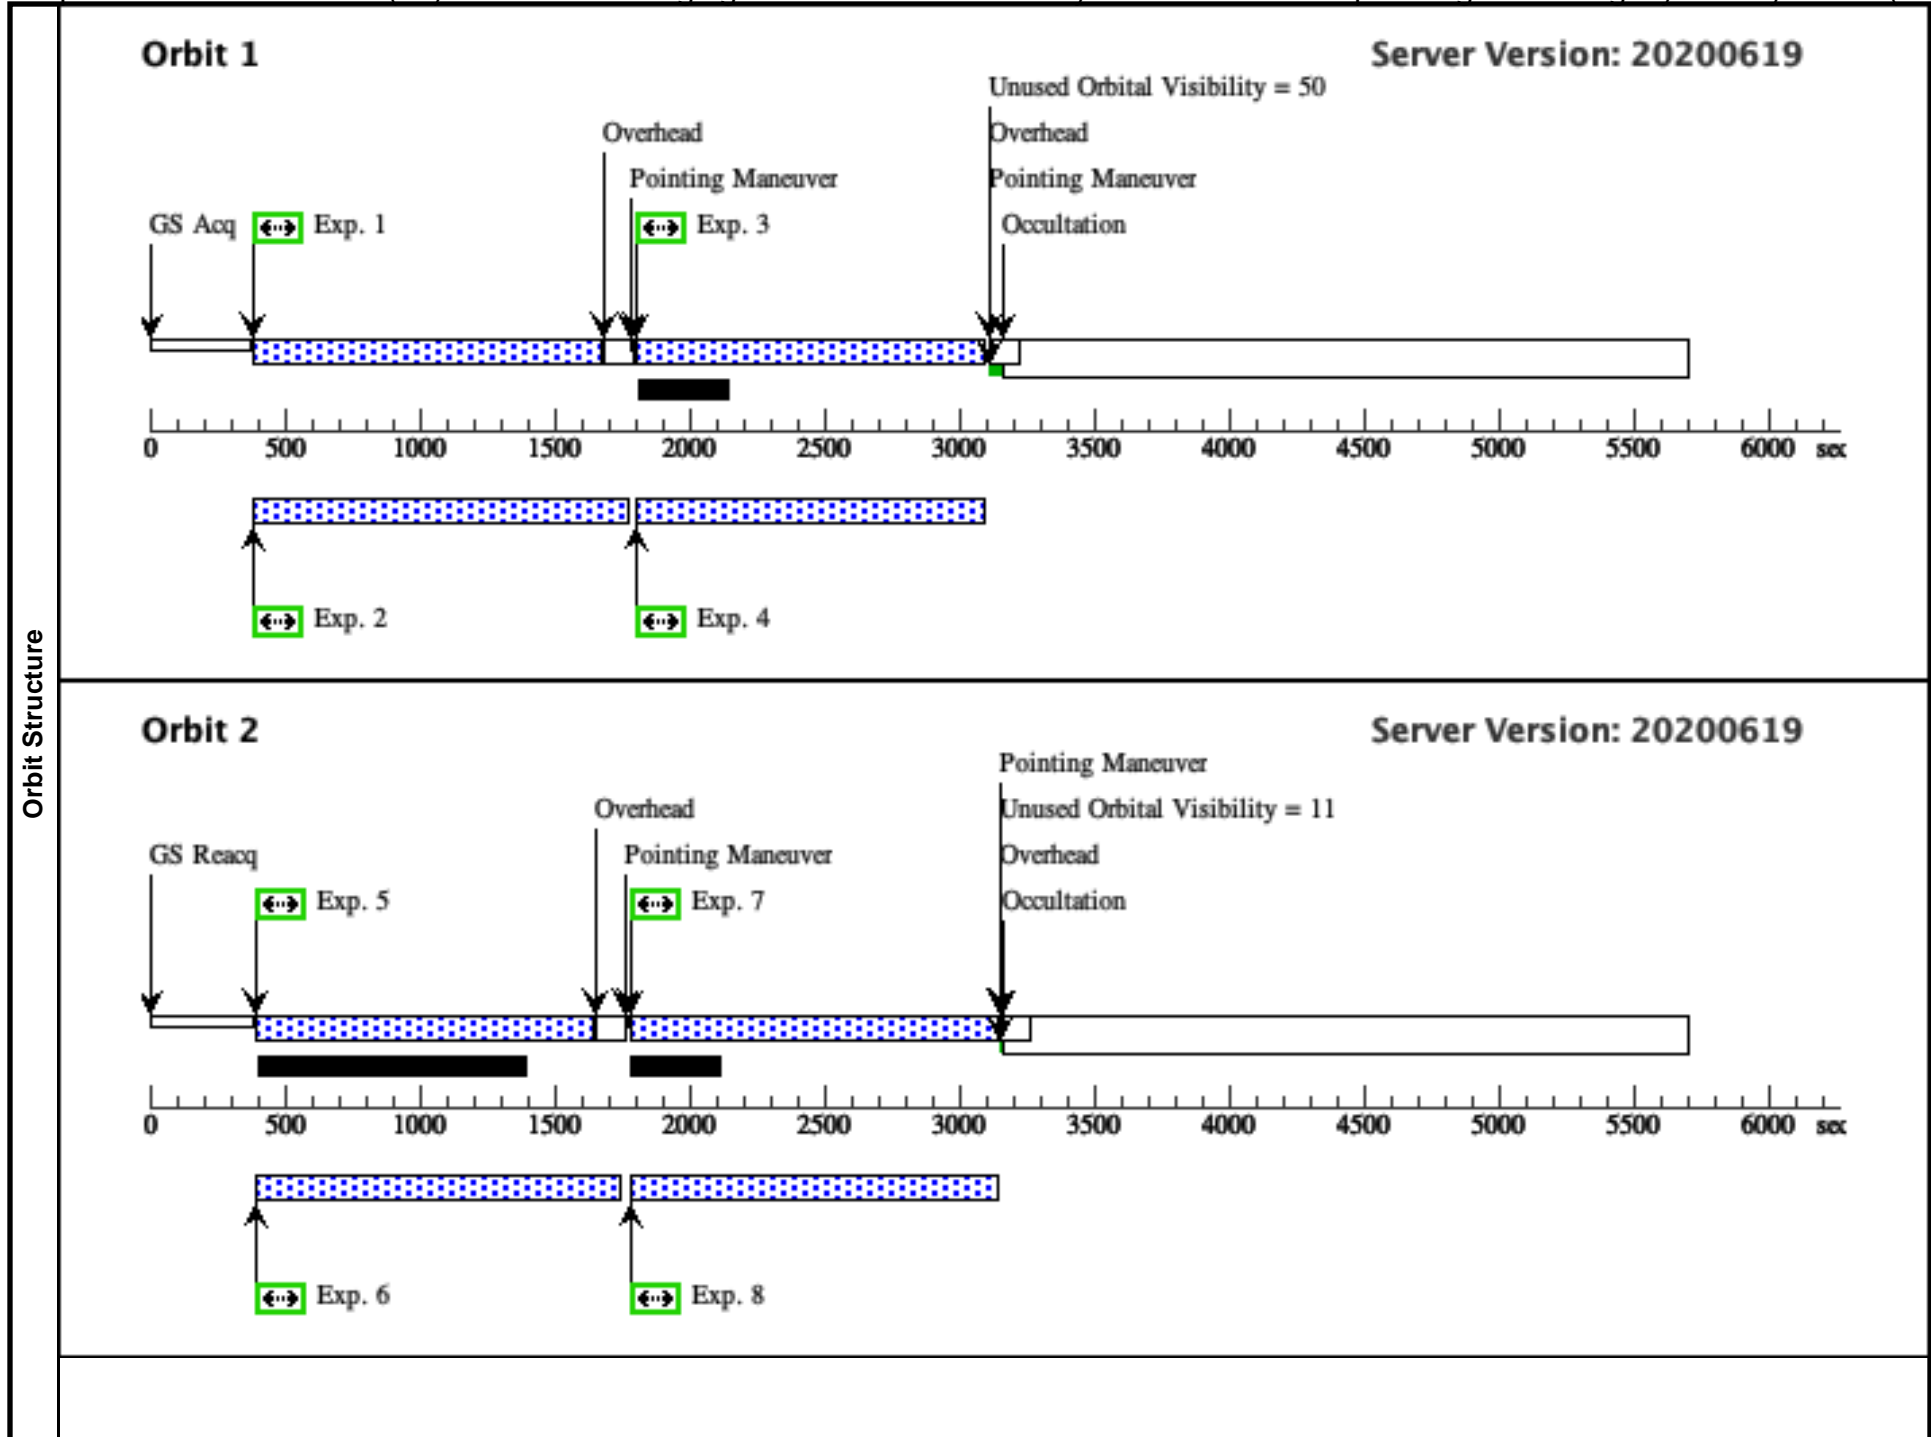 Orbit Structure
Orbit 1
Server Version: 20200619
Unused Orbital Visibility = 50
Overhead
Overhead
Pointing Maneuver
Pointing Maneuver
GS Acq
Exp. 1
Exp. 3
Occultation
0 500 1000 1500 2000 2500 3000 3500 4000 4500 5000 5500 6000 sec
Exp. 2
Exp. 4
Orbit 2
Server Version: 20200619
Pointing Maneuver
Overhead
Unused Orbital Visibility = 11
GS Reacq
Pointing Maneuver
Overhead
Exp. 5
Exp. 7
Occultation
0 500 1000 1500 2000 2500 3000 3500 4000 4500 5000 5500 6000 sec
Exp. 6
Exp. 8